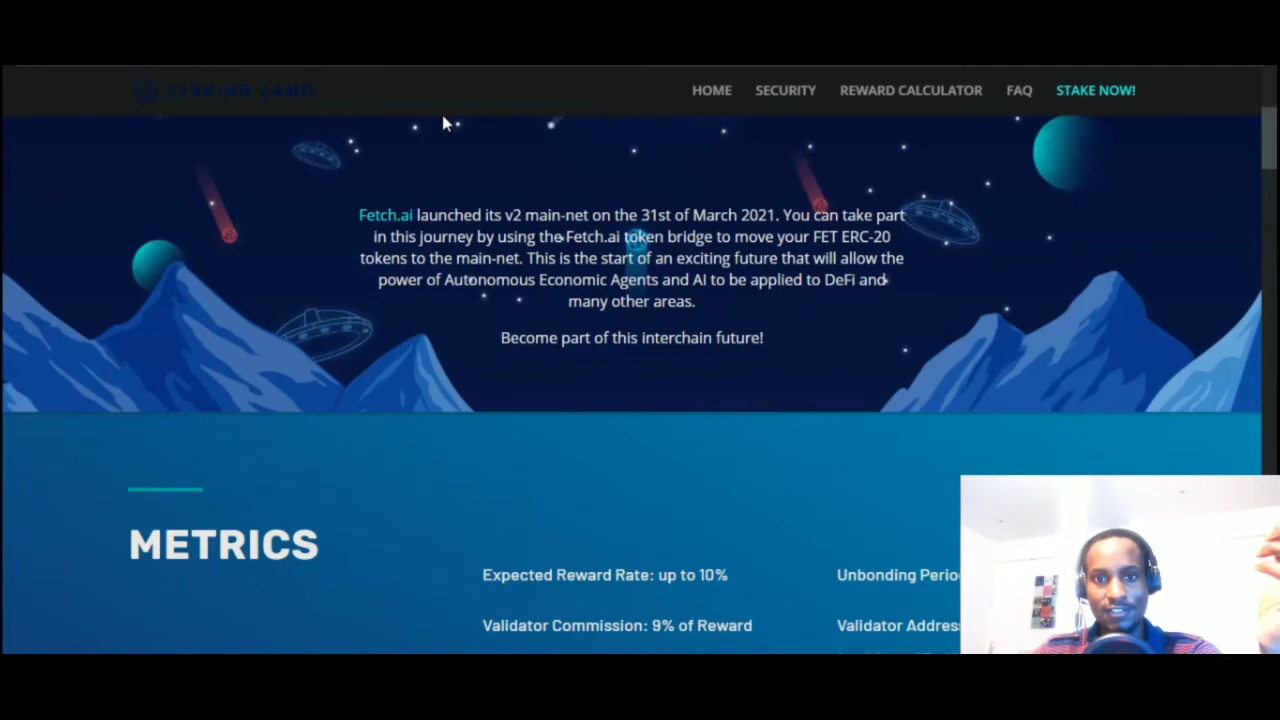 STAKING LAND
HOME SECURITY REWARD CALCULATOR FAQ STAKE NOW!
Fetch.ai launched its v2 main-net on the 31st of March 2021. You can take part
in this journey by using the Fetch.ai token bridge to move your FET ERC-20
tokens to the main-net. This is the start of an exciting future that will allow the
power of Autonomous Economic Agents and AI to be applied to DeFi and
many other areas.
Become part of this interchain future!
METRICS
Expected Reward Rate: up to 10%
Unbonding
Validator Commission: 9% of Reward
Validator